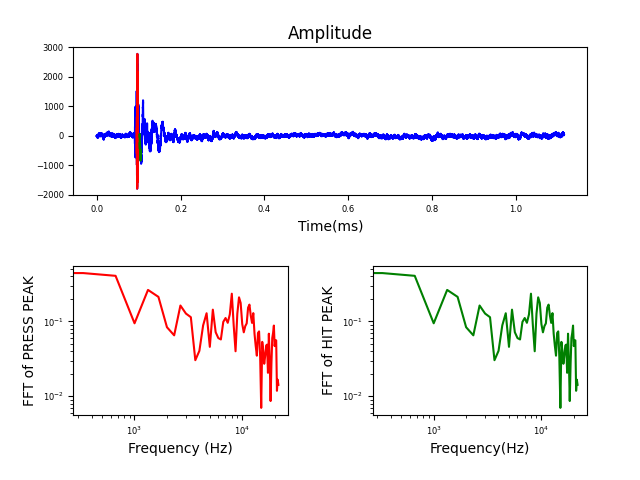 Amplitude
3000
2000
1000
0
−1000
−2000
0.0 0.2 0.4 0.6 0.8 1.0
Time(ms)
FFT of PRESS PEAK
10⁻¹
10⁻²
10³ 10⁴
Frequency (Hz)
FFT of HIT PEAK
10⁻¹
10⁻²
10³ 10⁴
Frequency(Hz)